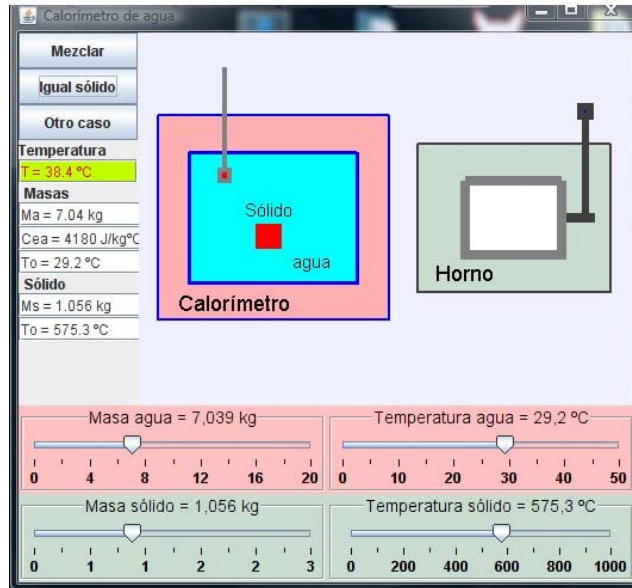 Calorímetro de agua
Mezclar
Igual sólido
Otro caso
Temperatura
T = 38.4 ºC
Masas
Ma = 7.04 kg
Cea = 4180 J/kgºC
To = 29.2 ºC
Sólido
Ms = 1.056 kg
To = 575.3 ºC
Sólido
agua
Calorímetro
Horno
Masa agua = 7,039 kg
0 4 8 12 16 20
Temperatura agua = 29,2 ºC
0 10 20 30 40 50
Masa sólido = 1,056 kg
0 1 1 2 2 3
Temperatura sólido = 575,3 ºC
0 200 400 600 800 1000